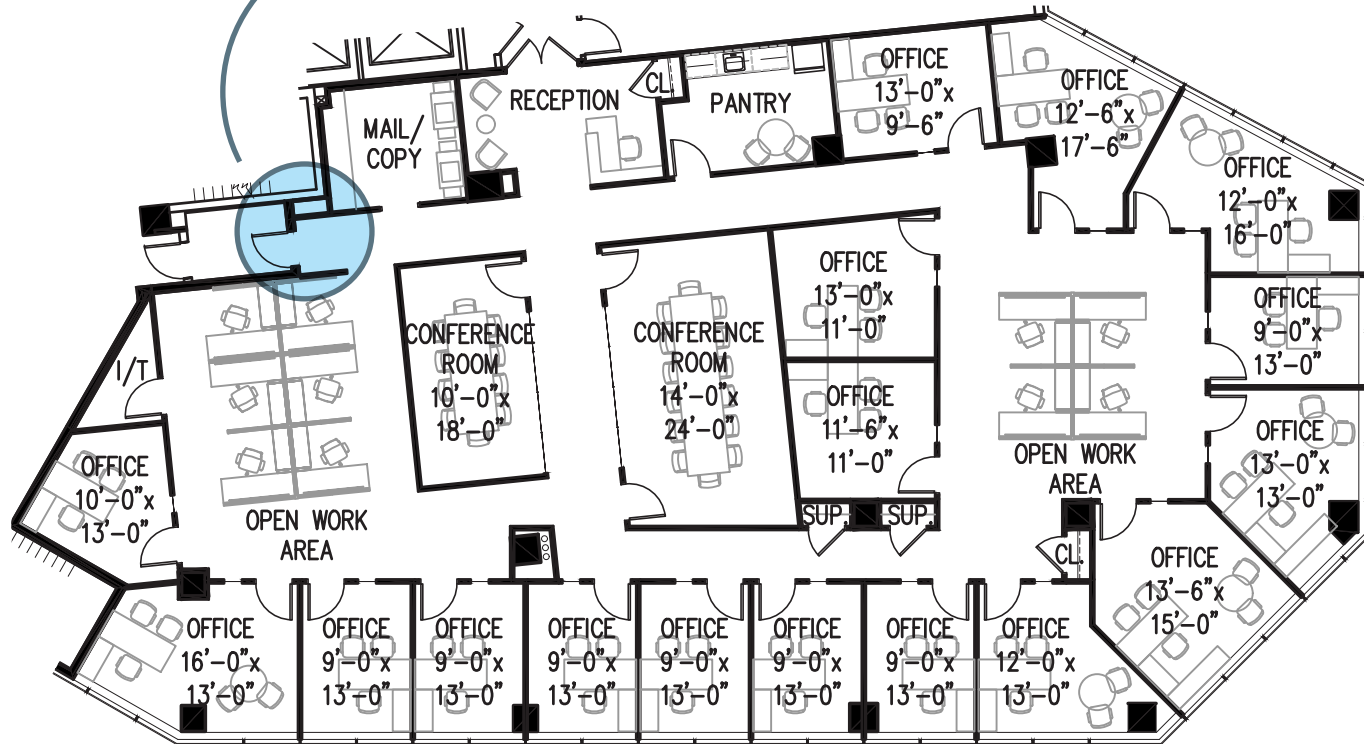 OFFICE
13'-0"x
9'-6"
OFFICE
12'-6"x
17'-6"
CL.
RECEPTION
PANTRY
MAIL/
COPY
OFFICE
12'-0"x
16'-0"
OFFICE
13'-0"x
11'-0"
OFFICE
9'-0"x
13'-0"
CONFERENCE
ROOM
10'-0"x
18'-0"
CONFERENCE
ROOM
14'-0"x
24'-0"
I/T
OFFICE
11'-6"x
11'-0"
OFFICE
13'-0"x
13'-0"
OPEN WORK
AREA
OFFICE
10'-0"x
13'-0"
OPEN WORK
AREA
SUP.
SUP.
CL.
OFFICE
13'-6"x
15'-0"
OFFICE
16'-0"x
13'-0"
OFFICE
9'-0"x
13'-0"
OFFICE
9'-0"x
13'-0"
OFFICE
9'-0"x
13'-0"
OFFICE
9'-0"x
13'-0"
OFFICE
9'-0"x
13'-0"
OFFICE
9'-0"x
13'-0"
OFFICE
12'-0"x
13'-0"